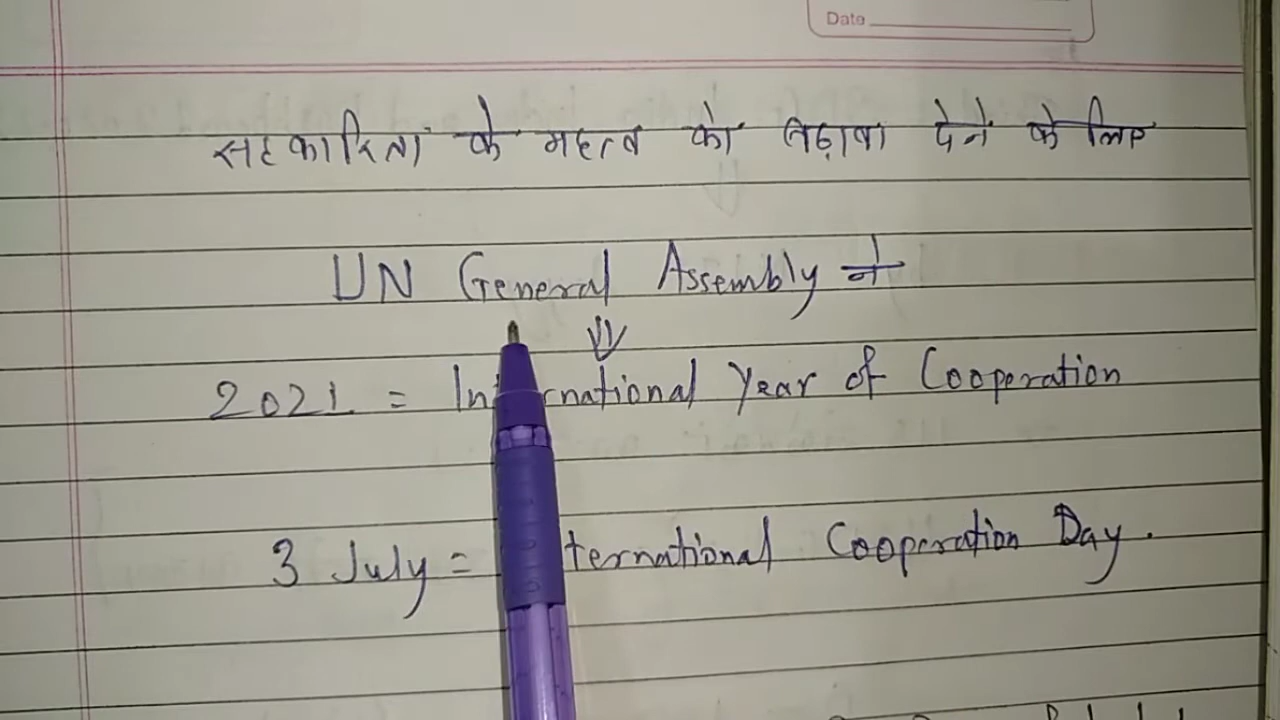 Date
सहकारिता के महत्व को बढ़ावा देने के लिए
UN General Assembly ने
2021 = International Year of Cooperation
3 July = International Cooperation Day.